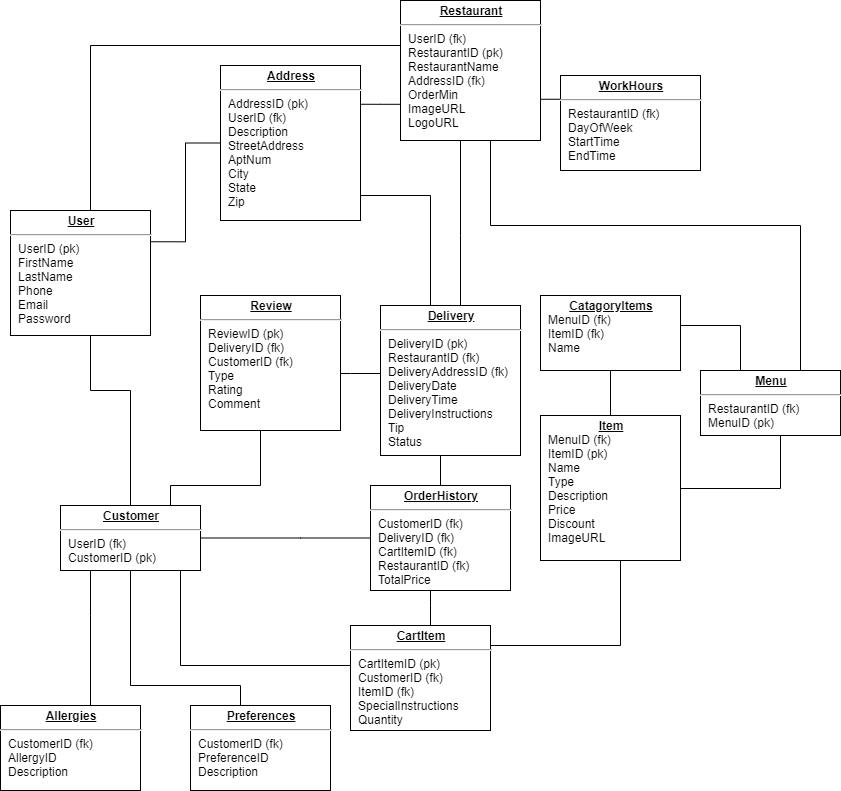 Restaurant
UserID (fk)
RestaurantID (pk)
RestaurantName
AddressID (fk)
OrderMin
ImageURL
LogoURL
Address
AddressID (pk)
UserID (fk)
Description
StreetAddress
AptNum
City
State
Zip
WorkHours
RestaurantID (fk)
DayOfWeek
StartTime
EndTime
User
UserID (pk)
FirstName
LastName
Phone
Email
Password
Review
ReviewID (pk)
DeliveryID (fk)
CustomerID (fk)
Type
Rating
Comment
Delivery
DeliveryID (pk)
RestaurantID (fk)
DeliveryAddressID (fk)
DeliveryDate
DeliveryTime
DeliveryInstructions
Tip
Status
CatagoryItems
MenuID (fk)
ItemID (fk)
Name
Menu
RestaurantID (fk)
MenuID (pk)
Item
MenuID (fk)
ItemID (pk)
Name
Type
Description
Price
Discount
ImageURL
Customer
UserID (fk)
CustomerID (pk)
OrderHistory
CustomerID (fk)
DeliveryID (fk)
CartItemID (fk)
RestaurantID (fk)
TotalPrice
CartItem
CartItemID (pk)
CustomerID (fk)
ItemID (fk)
SpecialInstructions
Quantity
Allergies
CustomerID (fk)
AllergyID
Description
Preferences
CustomerID (fk)
PreferenceID
Description